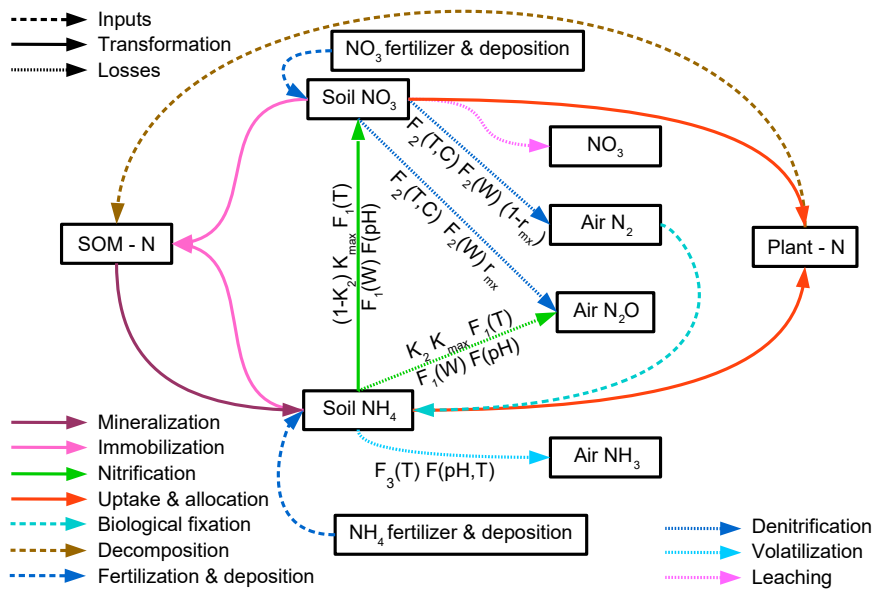 Inputs
Transformation
Losses
NO₃ fertilizer & deposition
Soil NO₃
NO₃
F₂(T,C) F₂(W) (1-rₘₓ)
F₂(T,C) F₂(W) rₘₓ
(1-K₂) Kₘₐₓ F₁(T)
F₁(W) F(pH)
SOM - N
Air N₂
Plant - N
Air N₂O
K₂ Kₘₐₓ F₁(T)
F₁(W) F(pH)
Soil NH₄
Air NH₃
F₃(T) F(pH,T)
NH₄ fertilizer & deposition
Mineralization
Immobilization
Nitrification
Uptake & allocation
Biological fixation
Decomposition
Fertilization & deposition
Denitrification
Volatilization
Leaching